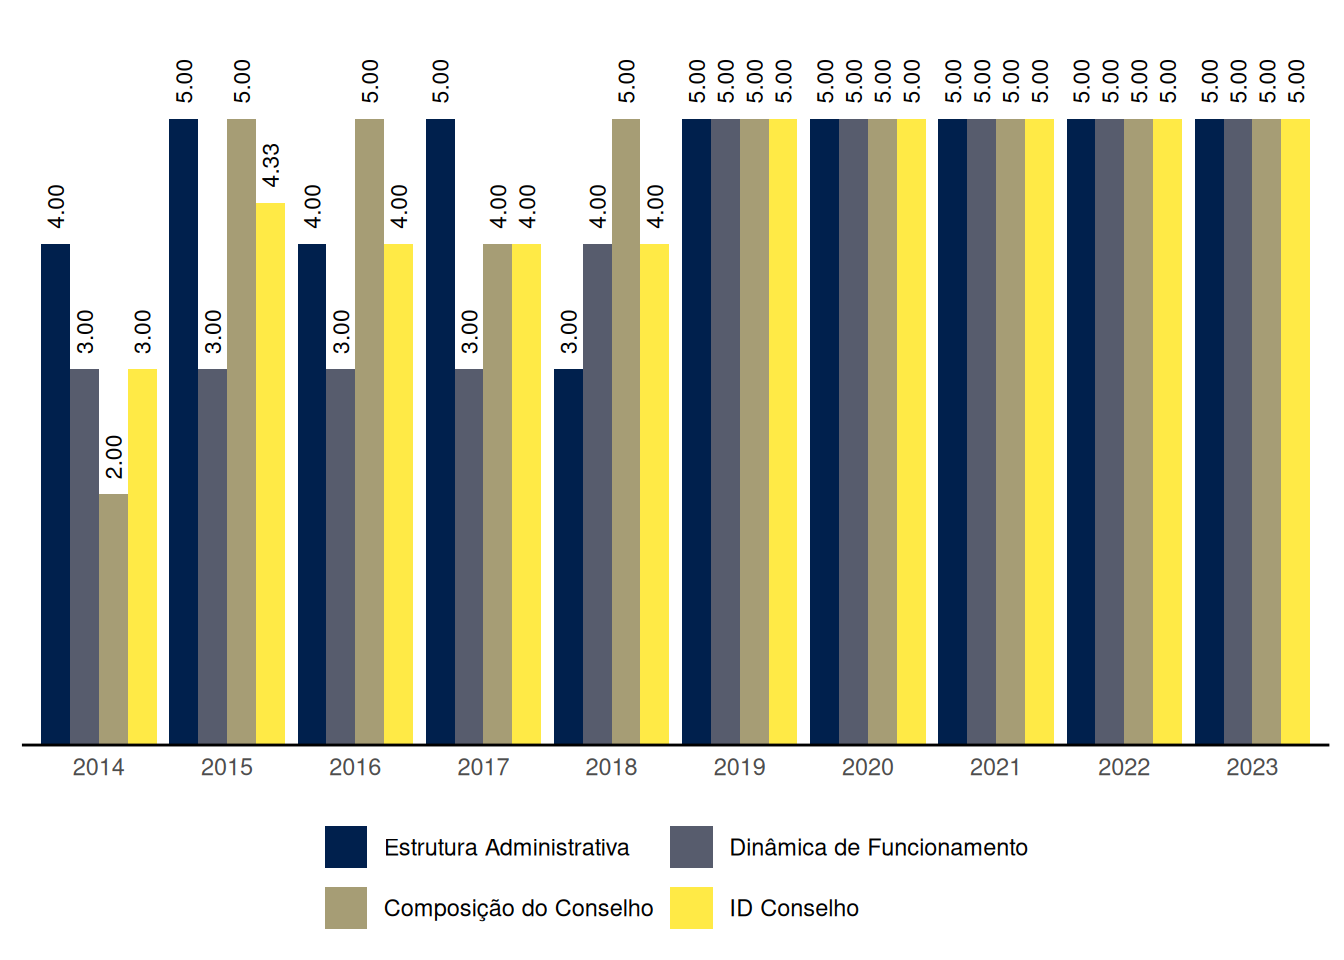 4.00 3.00 2.00 3.00 5.00 3.00 5.00 4.33 4.00 3.00 5.00 4.00 5.00 3.00 4.00 4.00 3.00 4.00 5.00 4.00 5.00 5.00 5.00 5.00 5.00 5.00 5.00 5.00 5.00 5.00 5.00 5.00 5.00 5.00 5.00 5.00 5.00 5.00 5.00 5.00
2014 2015 2016 2017 2018 2019 2020 2021 2022 2023
Estrutura Administrativa Dinâmica de Funcionamento
Composição do Conselho ID Conselho